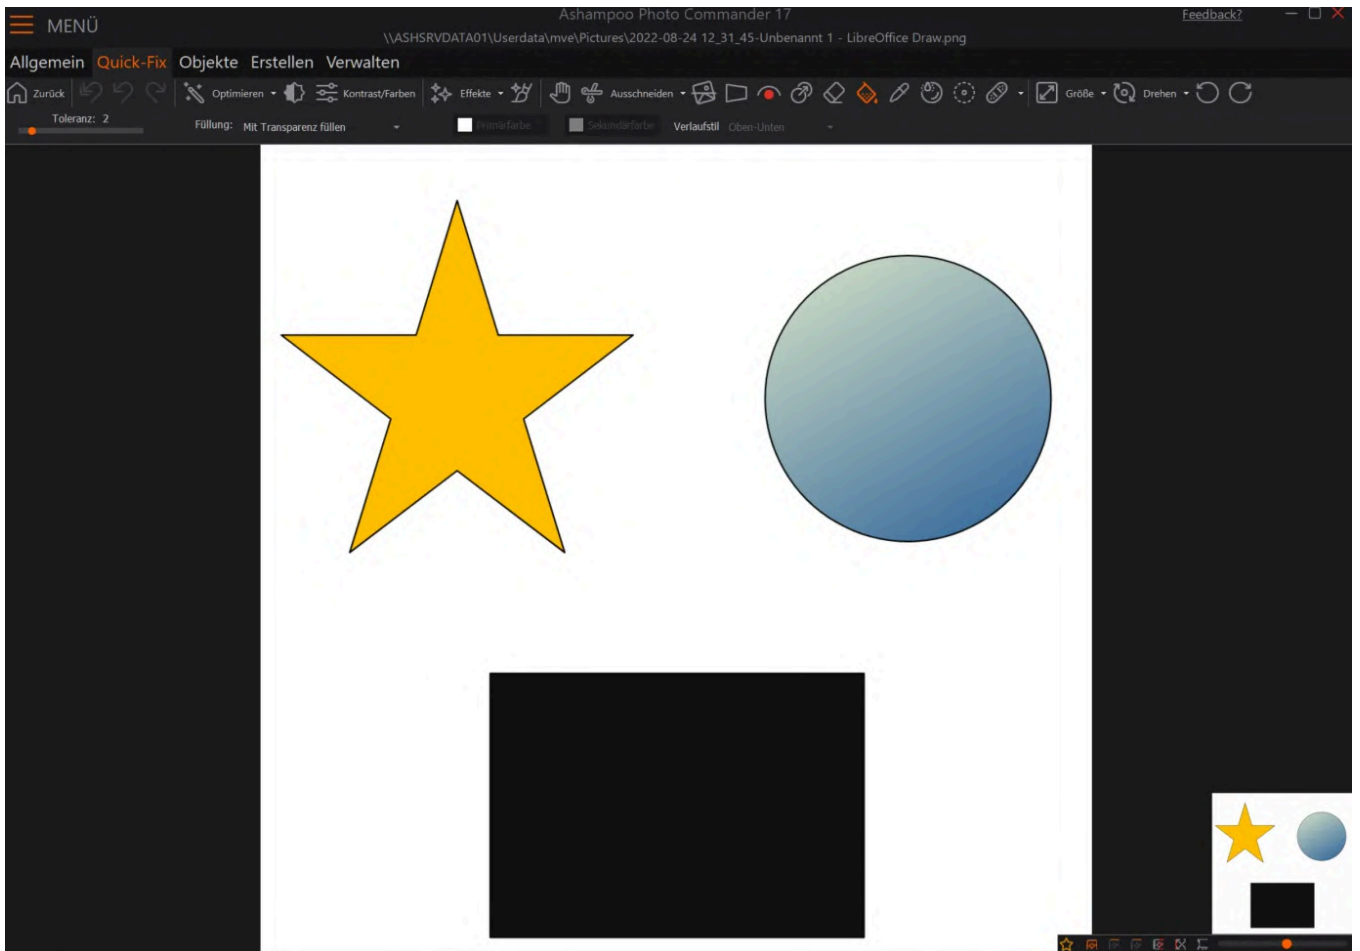 Ashampoo Photo Commander 17
Feedback?
MENÜ
\\ASHSRVDATA01\Userdata\mve\Pictures\2022-08-24 12_31_45-Unbenannt 1 - LibreOffice Draw.png
Allgemein Quick-Fix Objekte Erstellen Verwalten
Zurück Optimieren Kontrast/Farben Effekte Ausschneiden Größe Drehen
Toleranz: 2 Füllung: Mit Transparenz füllen Primärfarbe Sekundärfarbe Verlaufstil Oben-Unten